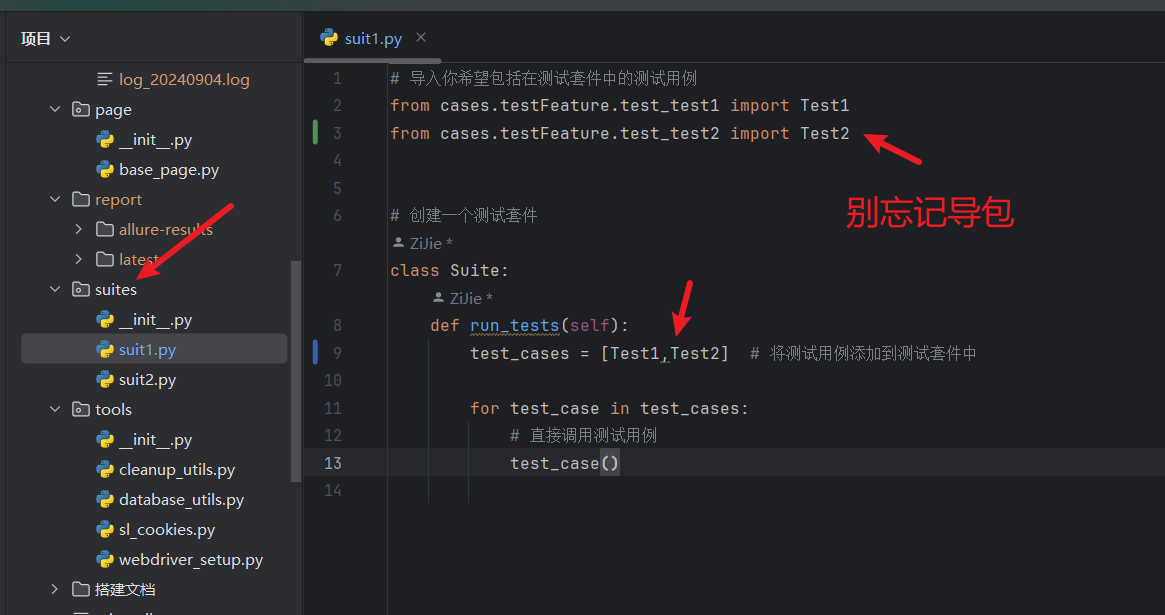 项目
log_20240904.log
page
__init__.py
base_page.py
report
allure-results
latest
suites
__init__.py
suit1.py
suit2.py
tools
__init__.py
cleanup_utils.py
database_utils.py
sl_cookies.py
webdriver_setup.py
搭建文档
suit1.py
1 # 导入你希望包括在测试套件中的测试用例
2 from cases.testFeature.test_test1 import Test1
3 from cases.testFeature.test_test2 import Test2
4
5
6 # 创建一个测试套件
ZiJie *
7 class Suite:
ZiJie *
8 def run_tests(self):
9 test_cases = [Test1,Test2] # 将测试用例添加到测试套件中
10
11 for test_case in test_cases:
12 # 直接调用测试用例
13 test_case()
14
别忘记导包